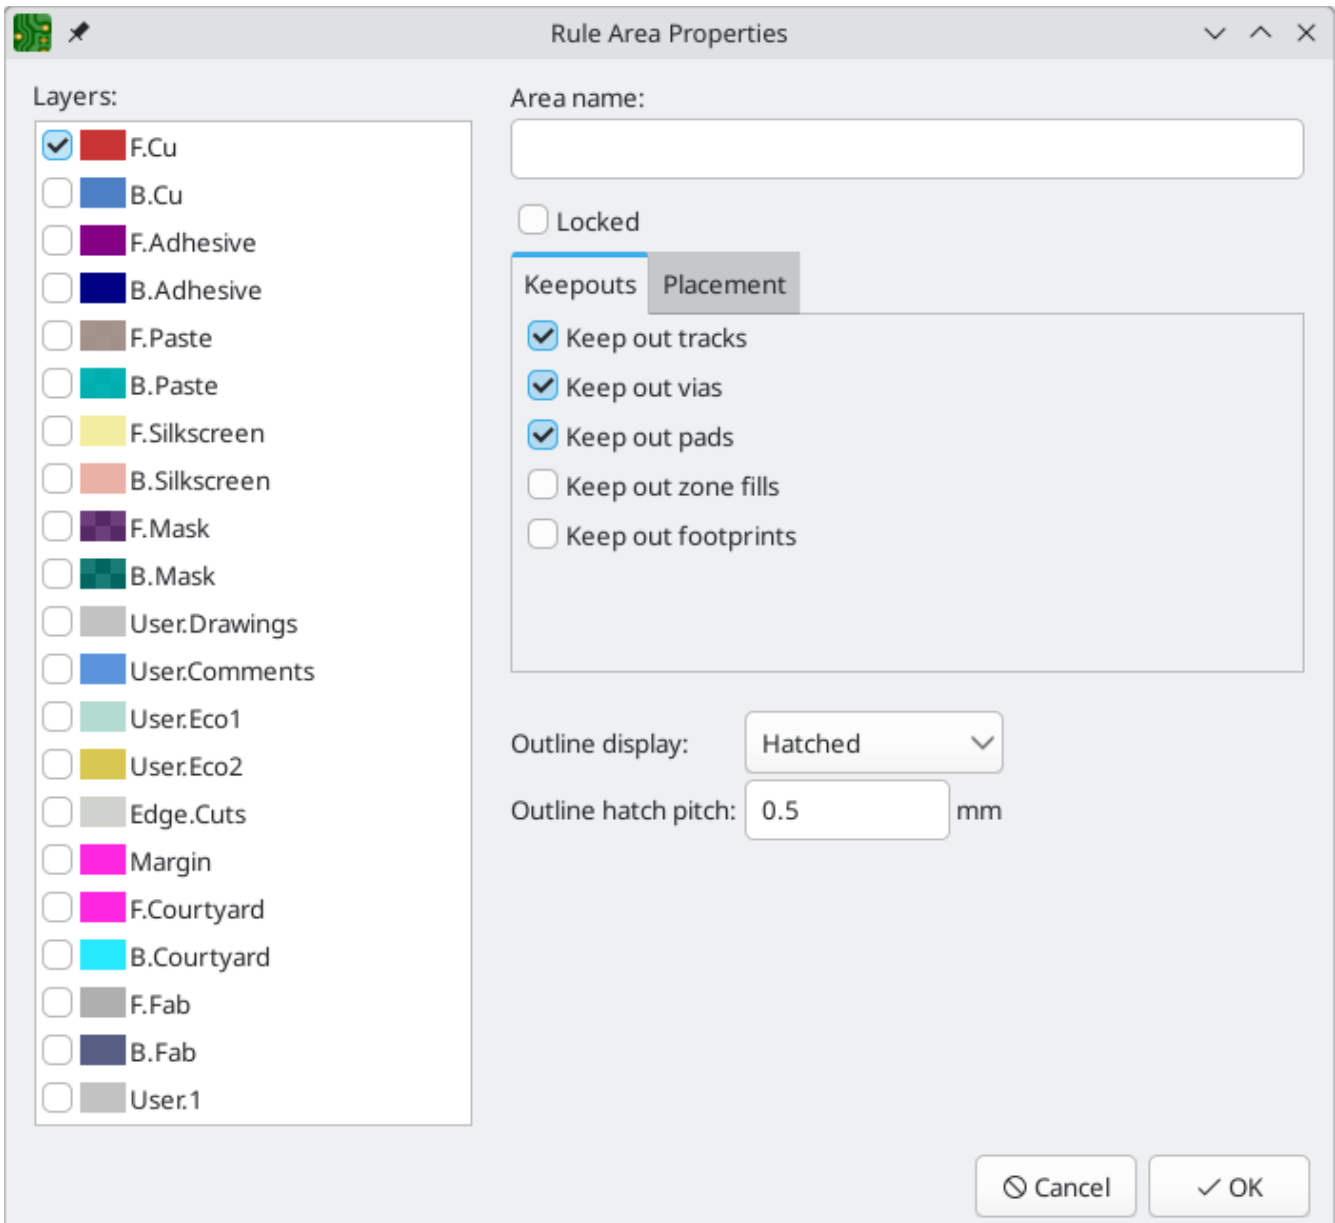 Rule Area Properties
Layers:
F.Cu
B.Cu
F.Adhesive
B.Adhesive
F.Paste
B.Paste
F.Silkscreen
B.Silkscreen
F.Mask
B.Mask
User.Drawings
User.Comments
User.Eco1
User.Eco2
Edge.Cuts
Margin
F.Courtyard
B.Courtyard
F.Fab
B.Fab
User.1
Area name:
Locked
Keepouts Placement
Keep out tracks
Keep out vias
Keep out pads
Keep out zone fills
Keep out footprints
Outline display: Hatched
Outline hatch pitch: 0.5 mm
Cancel OK